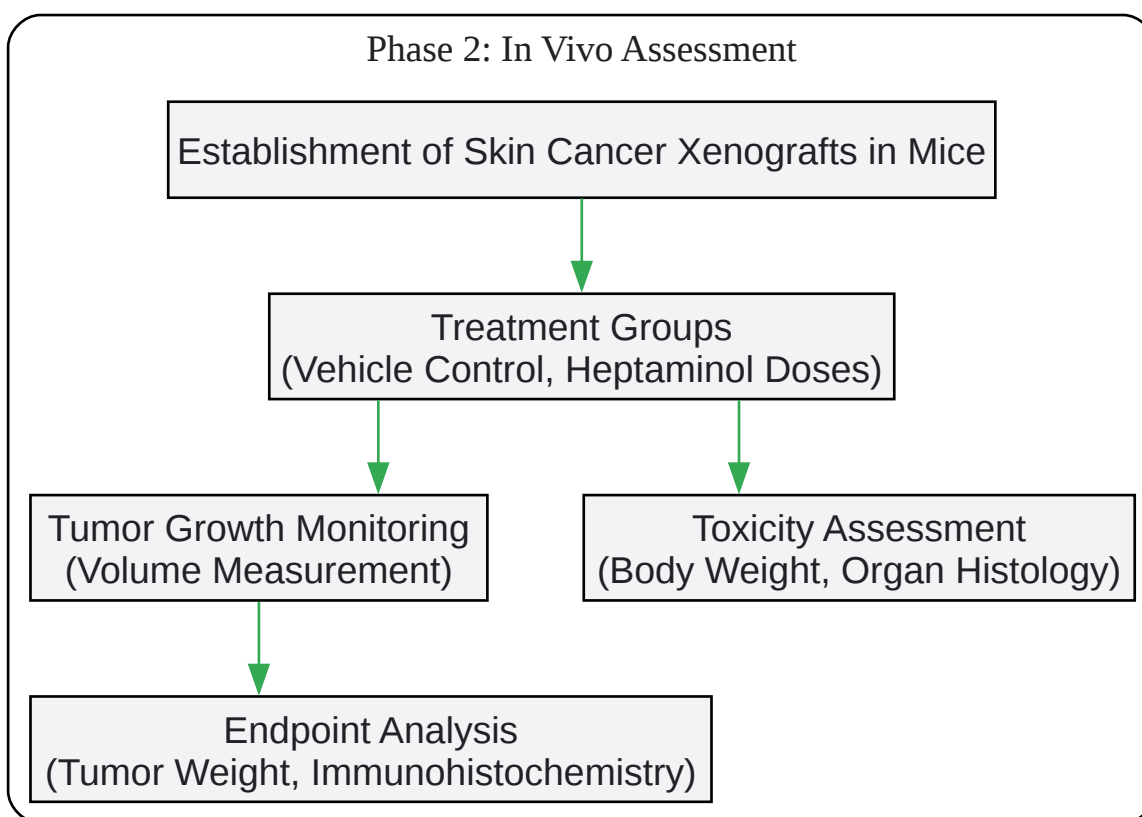 Phase 2: In Vivo Assessment
Establishment of Skin Cancer Xenografts in Mice
Treatment Groups
(Vehicle Control, Heptaminol Doses)
Tumor Growth Monitoring
(Volume Measurement)
Toxicity Assessment
(Body Weight, Organ Histology)
Endpoint Analysis
(Tumor Weight, Immunohistochemistry)